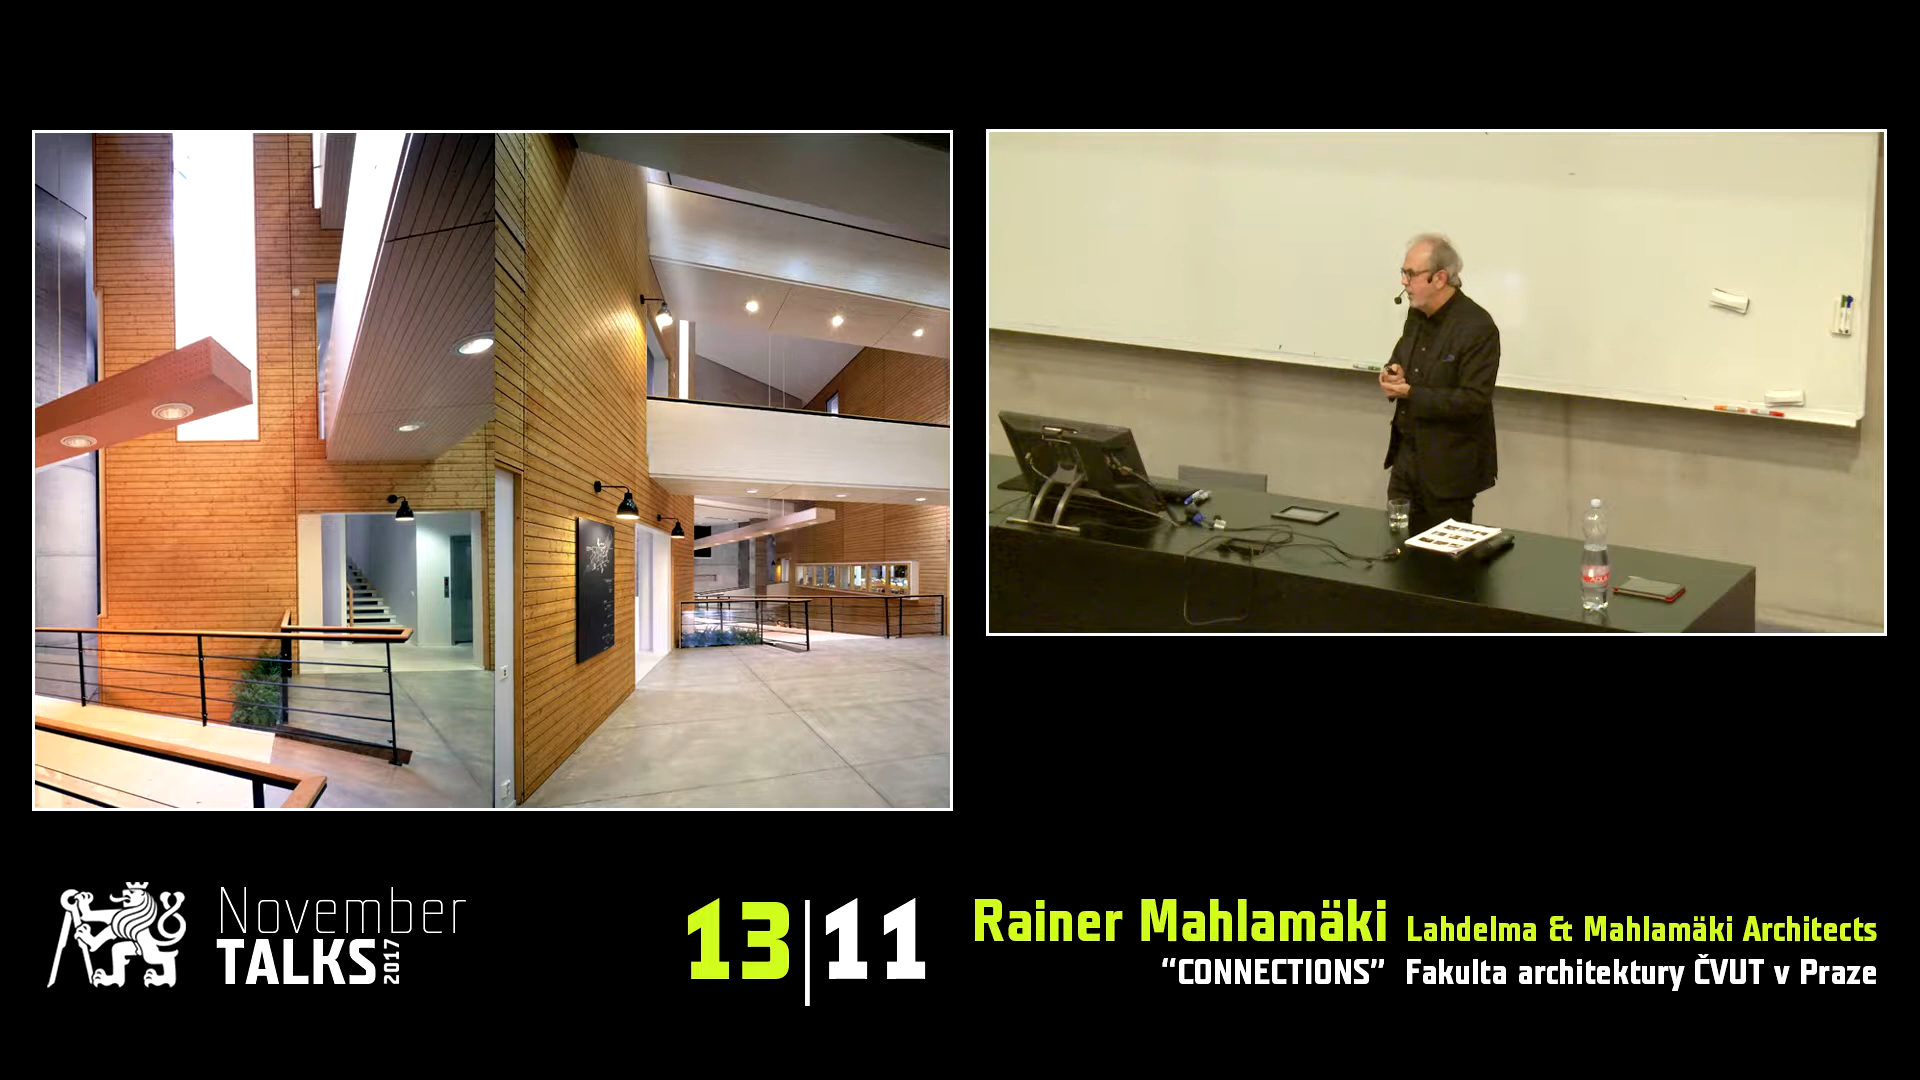 November
TALKS 2017
13|11
Rainer Mahlamäki Lahdelma & Mahlamäki Architects
“CONNECTIONS” Fakulta architektury ČVUT v Praze